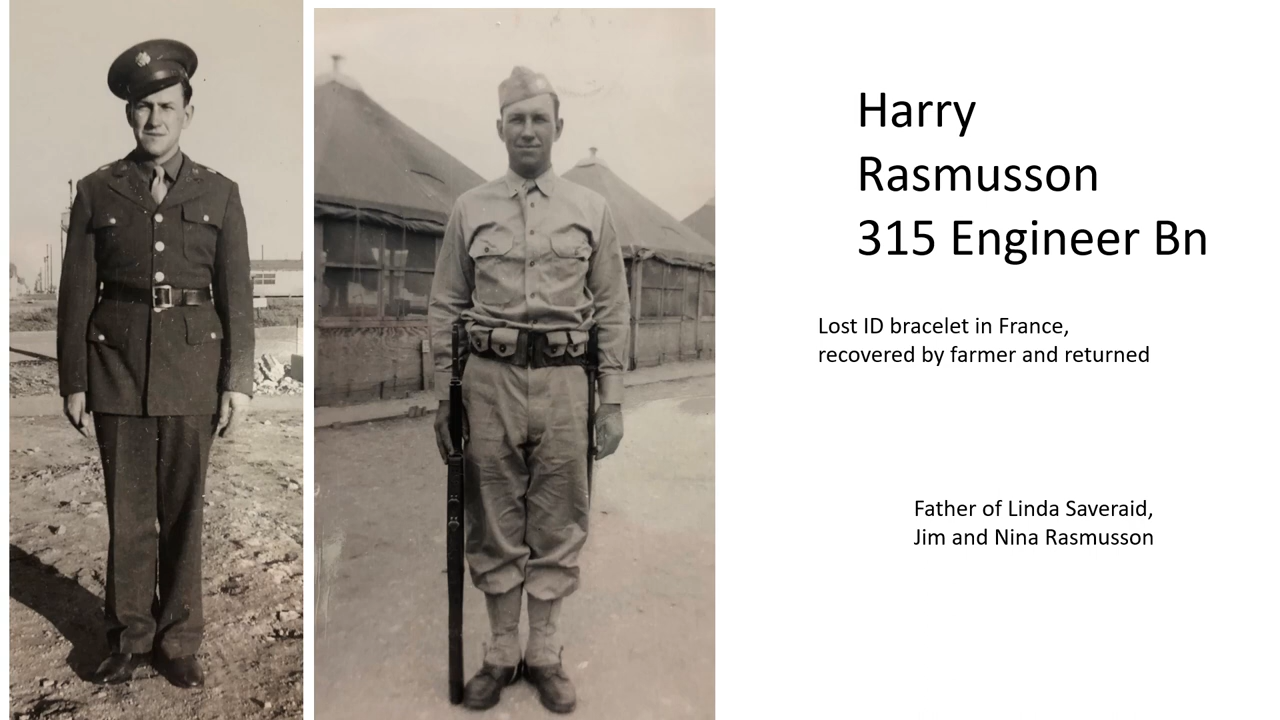 Harry
Rasmusson
315 Engineer Bn
Lost ID bracelet in France,
recovered by farmer and returned
Father of Linda Saveraid,
Jim and Nina Rasmusson